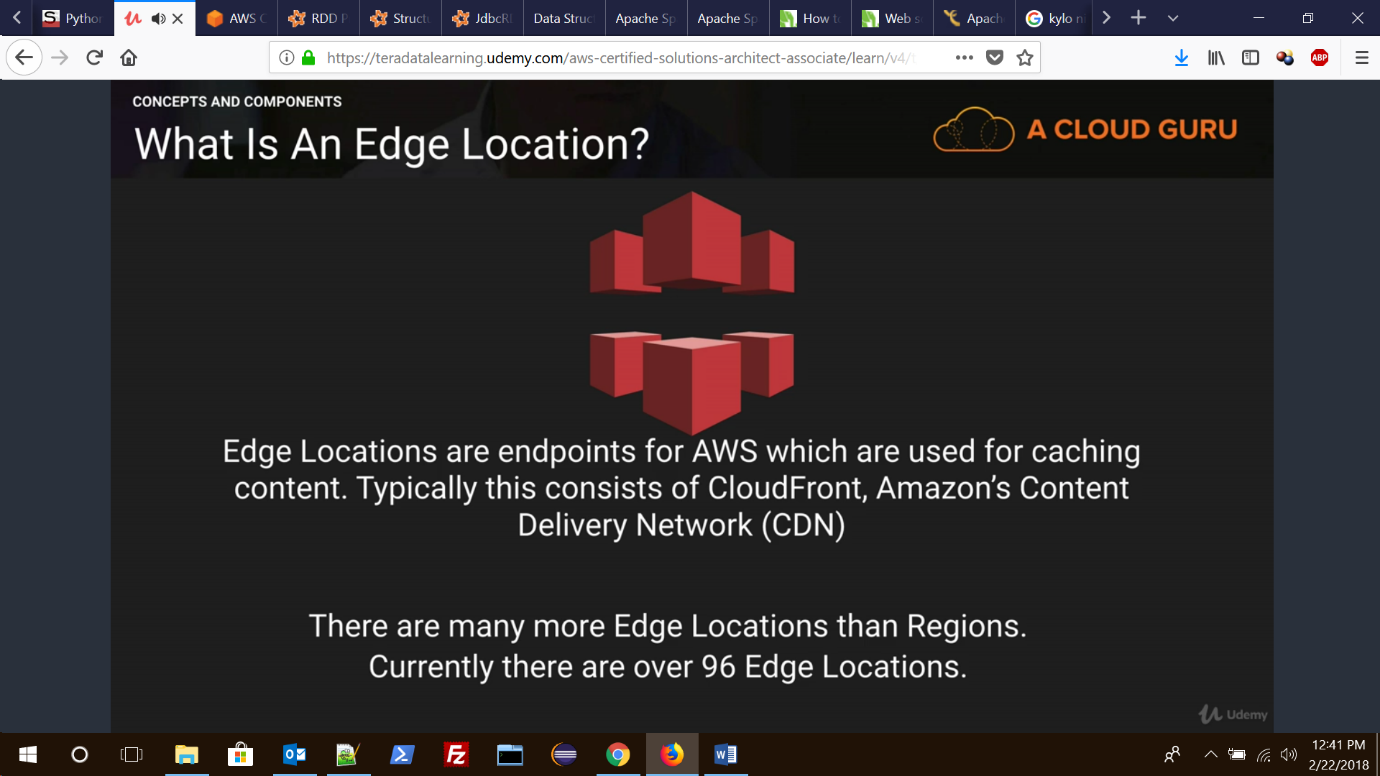 Python
AWS C
RDD P
Struct
JdbcR
Data Struc
Apache Sp
Apache Sp
How t
Web s
Apach
kylo n
https://teradatalearning.udemy.com/aws-certified-solutions-architect-associate/learn/v4/
ABP
CONCEPTS AND COMPONENTS
What Is An Edge Location?
A CLOUD GURU
Edge Locations are endpoints for AWS which are used for caching
content. Typically this consists of CloudFront, Amazon’s Content
Delivery Network (CDN)
There are many more Edge Locations than Regions.
Currently there are over 96 Edge Locations.
Udemy
12:41 PM
2/22/2018